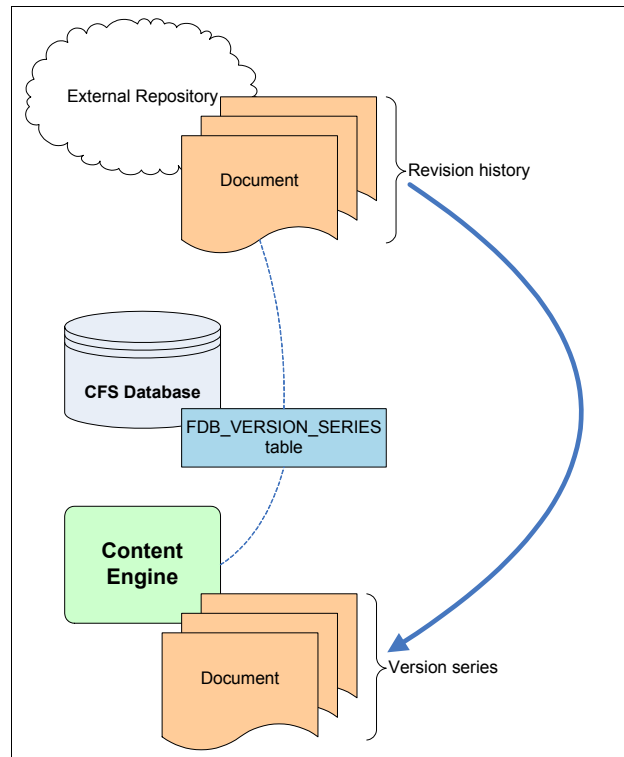 External Repository
Document
Revision history
CFS Database
FDB_VERSION_SERIES
table
Content
Engine
Document
Version series